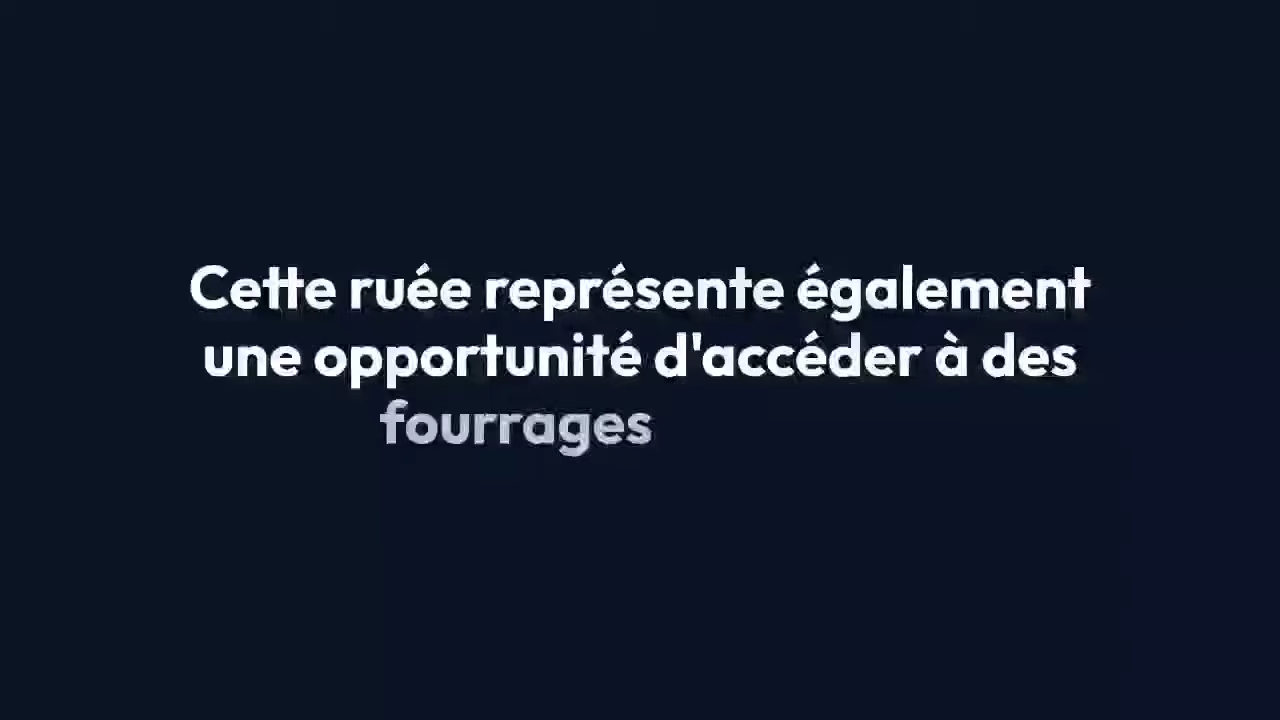 Cette ruée représente également
une opportunité d'accéder à des
fourrages